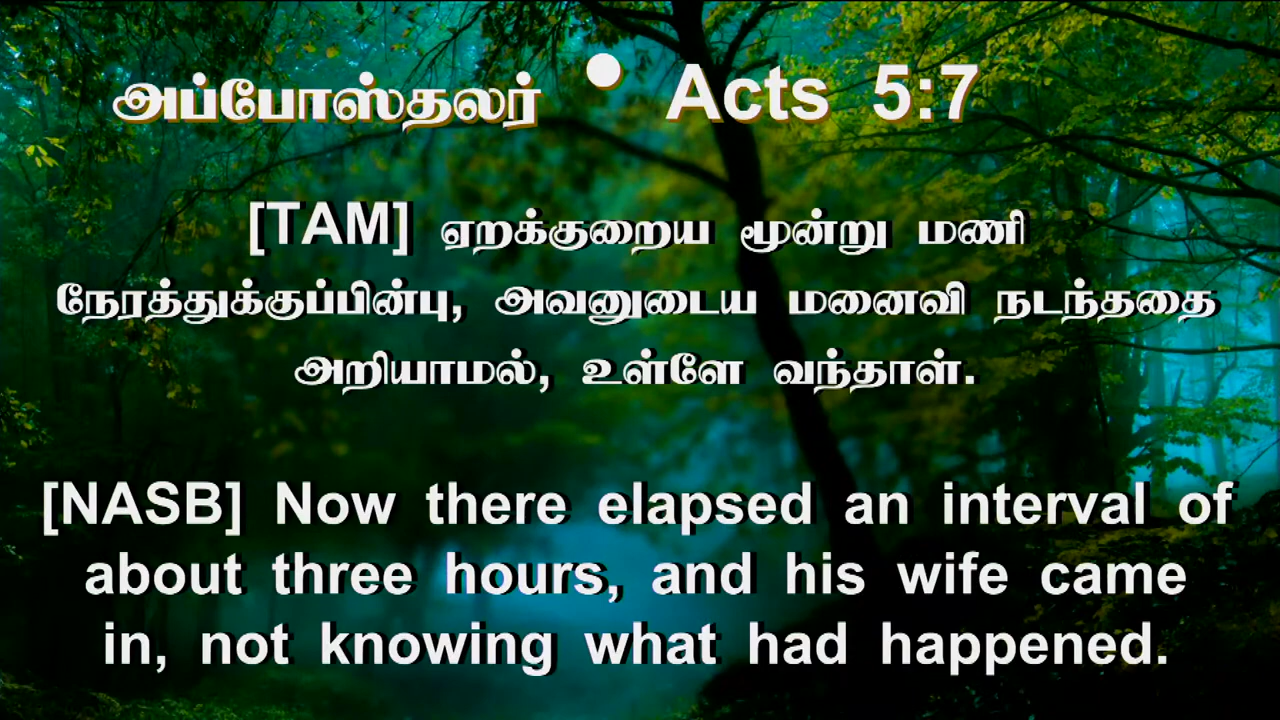 அப்போஸ்தலர் • Acts 5:7
[TAM] ஏறக்குறைய மூன்று மணி
நேரத்துக்குப்பின்பு, அவனுடைய மனைவி நடந்ததை
அறியாமல், உள்ளே வந்தாள்.
[NASB] Now there elapsed an interval of
about three hours, and his wife came
in, not knowing what had happened.